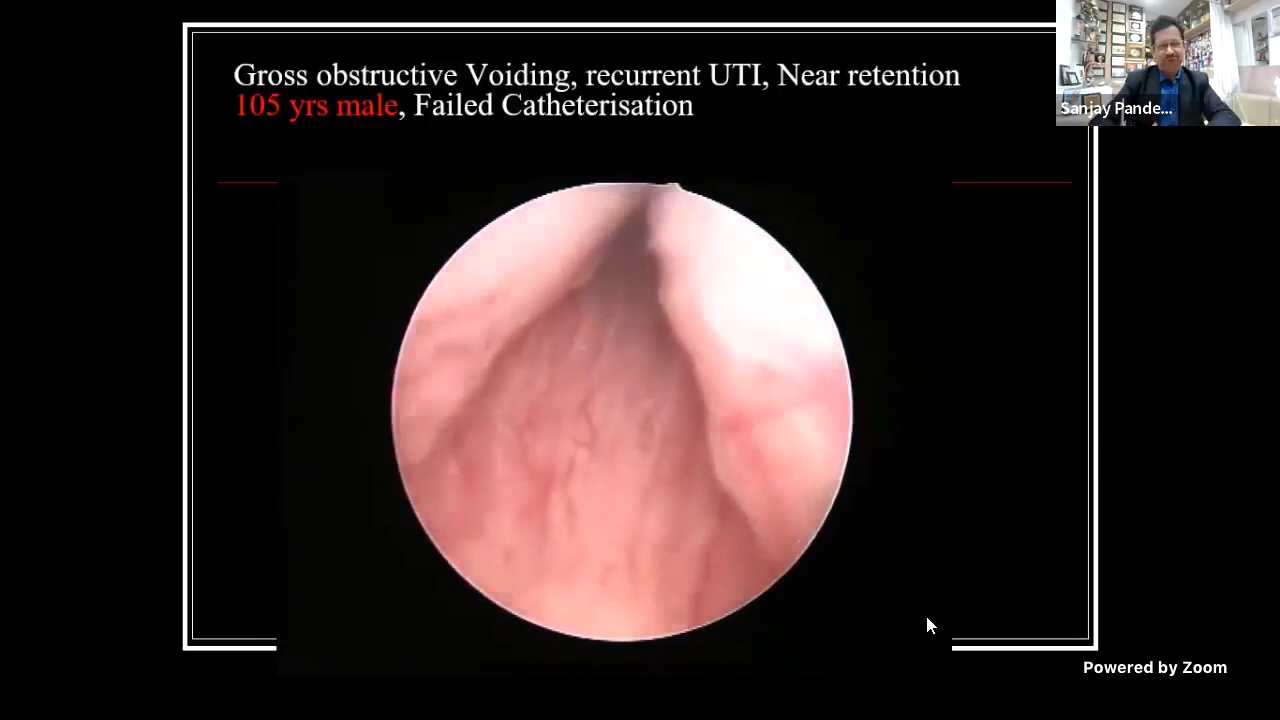 Gross obstructive Voiding, recurrent UTI, Near retention
105 yrs male, Failed Catheterisation
Sanjay Pande...
Powered by Zoom